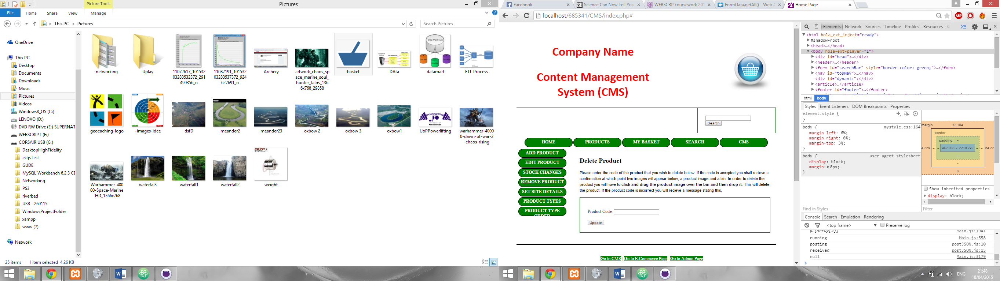 Picture Tools
Pictures
File
Home
Share
View
Manage
This PC
Pictures
Search Pictures
OneDrive
This PC
Desktop
Documents
Downloads
Music
Pictures
Videos
Windows8_OS (C:)
LENOVO (D:)
DVD RW Drive (E:) SUPERNAT
WEBSCRIPT (F:)
CORSAIR USB (G:)
DesktopHighFidelity
extjsTest
GUDE
MySQL Workbench 6.2.3 CE
Networking
PS3
riverbed
USB - 260115
WindowsProjectFolder
xampp
www (7)
Network
networking
Uplay
11072617_101532
03283532372_291
490356_n
11087191_101532
03283537372_924
627691_n
Archery
artwork_chaos_sp
ace_marine_soul_
hunter_talos_136
6x768_29858
basket
DAta
datamart
ETL Process
geocaching-logo
-images-idce
dsfD
meander2
meander23
oxbow 2
oxbow 3
oxbow1
UoPPowerlifting
warhammer-4000
0-dawn-of-war-2
-chaos-rising
Warhammer-40
00-Space-Marine
-HD_1366x768
waterfal3
waterfall1
waterfall2
weight
25 items
1 item selected 4.26 KB
Facebook
Science Can Now Tell You
WEBSCRP coursework 201
FormData.getAll() - Web A
Home Page
localhost/685341/CMS/index.php#
ABP
Company Name
Content Management
System (CMS)
Search
HOME
PRODUCTS
MY BASKET
SEARCH
CMS
ADD PRODUCT
EDIT PRODUCT
STOCK CHANGES
REMOVE PRODUCT
SET SITE DETAILS
PRODUCT TYPES
PRODUCT TYPE
ORDER
Delete Product
Please enter the code of the product that you wish to delete below. If the code is accepted you shall recieve a
confirmation at which point two images will appear below, a product image and a bin. In order to delete the
product you will have to click and drag the product image over the bin and then drop it. This will delete
the product. If the product code is incorrect you will recieve a message stating this.
Product Code:
Update
Go to CMS | Go to E-Commerce Page | Go to Admin Page
Elements Network Sources Timeline Profiles Resources »
<html hola_ext_inject="ready">
#shadow-root
<head>…</head>
<body hola-ext-player="1">
<div id="head">…</div>
<header>…</header>
<form id="searchBar" style="border-color: green;">…</form>
<nav id="topNav">…</nav>
<div id="dynamic"></div>
<article>…</article>
<footer id="footer">…</footer>
html body
Styles Event Listeners DOM Breakpoints Properties
element.style {
}
body {
mystyle.css:164
margin-left: 6%;
margin-right: 6%;
margin-top: 3%;
}
body {
user agent stylesheet
display: block;
margin: 8px;
}
margin
32.104
border
–
padding
–
4.229
942.208 × 2210.792
64.22
–
–
8
Show inherited properties
display: block;
Find in Styles
Filter
Console Search Emulation Rendering
<top frame>
Preserve log
[Array[2]]
Main.js:1941
running
Main.js:558
posting
postJSON.js:10
received
postJSON.js:15
null
Main.js:3179
ENG
21:48
18/04/2015